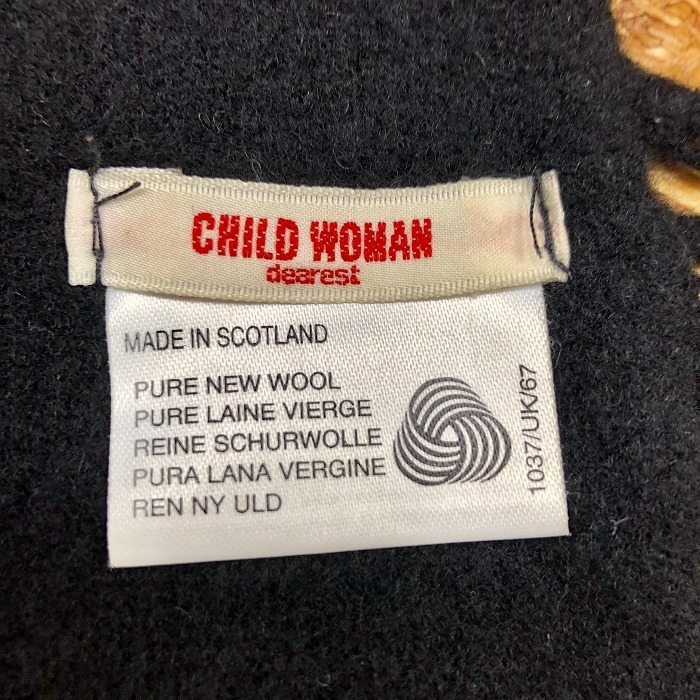 CHILD WOMAN
dearest
MADE IN SCOTLAND
PURE NEW WOOL
PURE LAINE VIERGE
REINE SCHURWOLLE
PURA LANA VERGINE
REN NY ULD
1037/UK/67